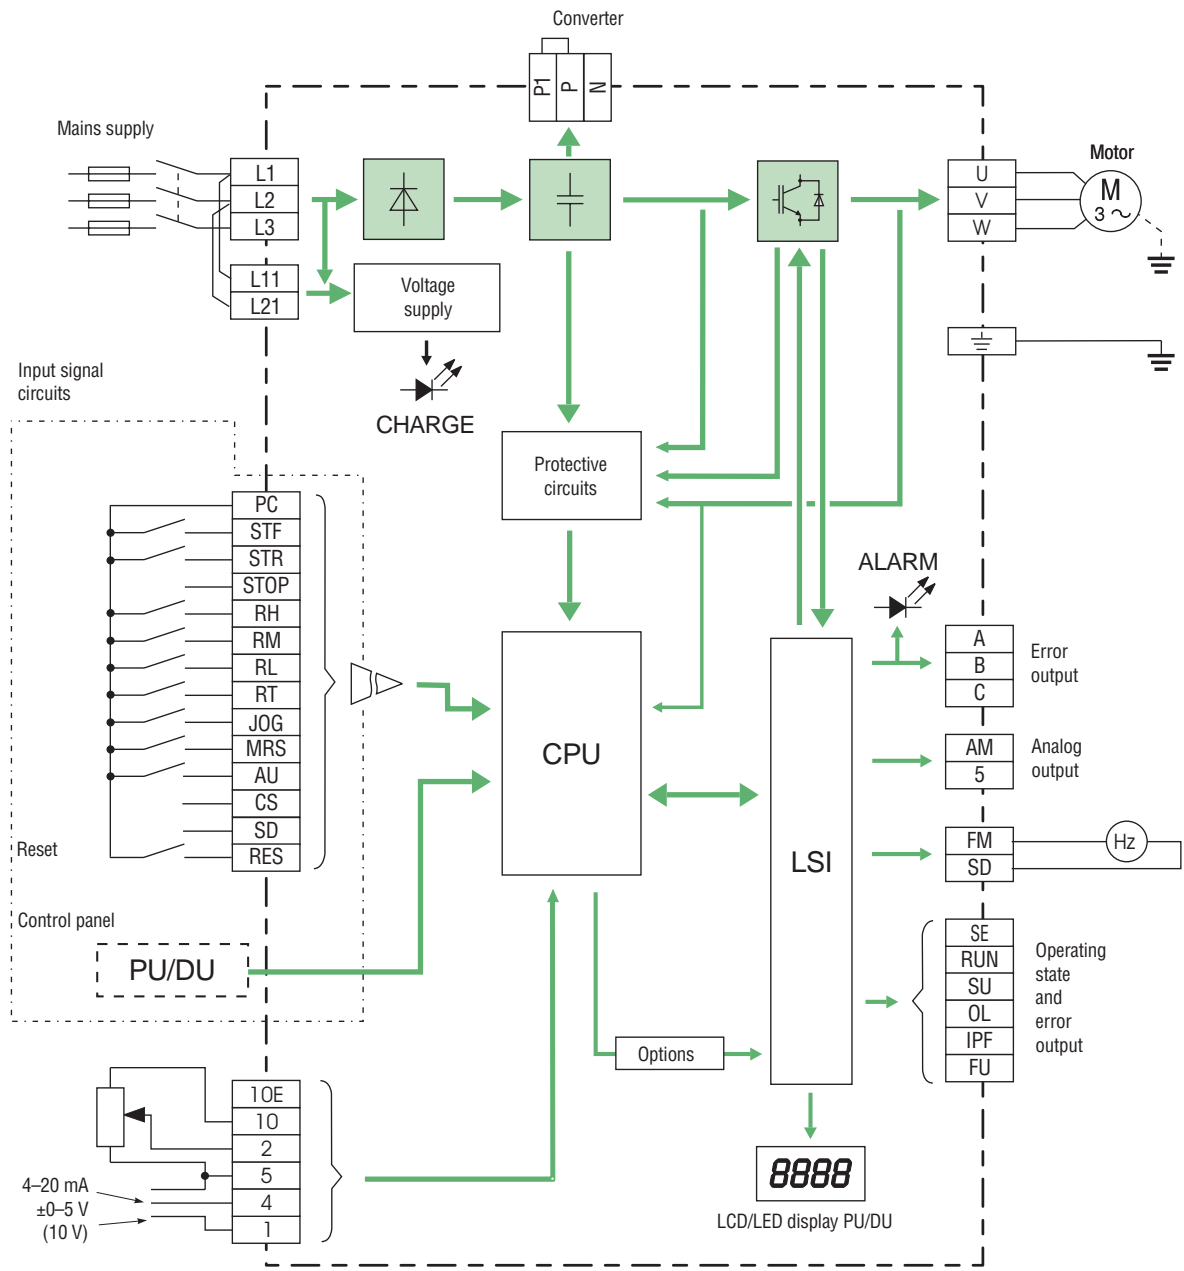 Converter
P1
P
N
Mains supply
L1
L2
L3
L11
L21
Voltage
supply
CHARGE
U
V
W
Motor
M
3 ~
Input signal
circuits
PC
STF
STR
STOP
RH
RM
RL
RT
JOG
MRS
AU
CS
SD
RES
Reset
Control panel
PU/DU
Protective
circuits
CPU
LSI
ALARM
A
B
C
Error
output
AM
5
Analog
output
FM
SD
Hz
SE
RUN
SU
OL
IPF
FU
Operating
state
and
error
output
Options
10E
10
2
5
4
1
4–20 mA
±0–5 V
(10 V)
8888
LCD/LED display PU/DU